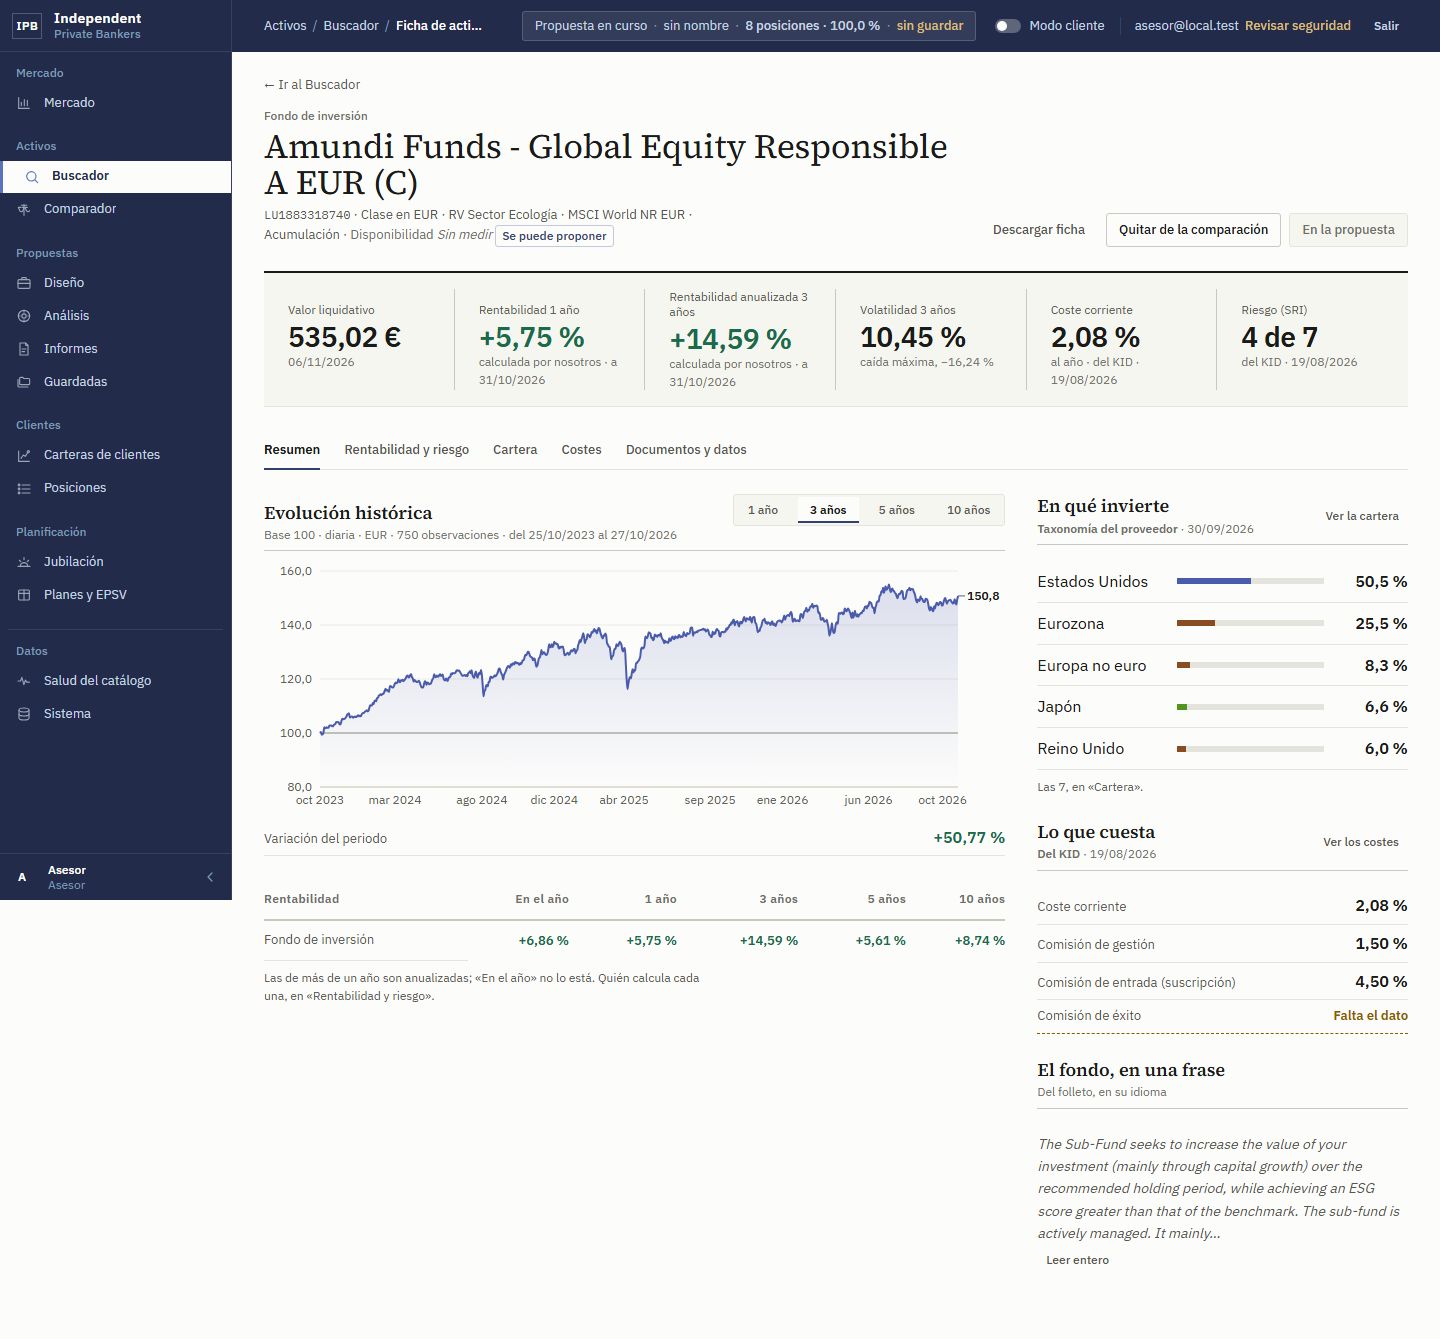 IPB
Independent
Private Bankers
Activos / Buscador / Ficha de acti...
Propuesta en curso · sin nombre · 8 posiciones · 100,0 % · sin guardar
Modo cliente
asesor@local.test Revisar seguridad
Salir
Mercado
Mercado
Activos
Buscador
Comparador
Propuestas
Diseño
Análisis
Informes
Guardadas
Clientes
Carteras de clientes
Posiciones
Planificación
Jubilación
Planes y EPSV
Datos
Salud del catálogo
Sistema
A
Asesor
Asesor
← Ir al Buscador
Fondo de inversión
Amundi Funds - Global Equity Responsible
A EUR (C)
LU1883318740 · Clase en EUR · RV Sector Ecología · MSCI World NR EUR ·
Acumulación · Disponibilidad Sin medir Se puede proponer
Descargar ficha
Quitar de la comparación
En la propuesta
Valor liquidativo
535,02 €
06/11/2026
Rentabilidad 1 año
+5,75 %
calculada por nosotros · a
31/10/2026
Rentabilidad anualizada 3
años
+14,59 %
calculada por nosotros · a
31/10/2026
Volatilidad 3 años
10,45 %
caída máxima, −16,24 %
Coste corriente
2,08 %
al año · del KID ·
19/08/2026
Riesgo (SRI)
4 de 7
del KID · 19/08/2026
Resumen
Rentabilidad y riesgo
Cartera
Costes
Documentos y datos
Evolución histórica
Base 100 · diaria · EUR · 750 observaciones · del 25/10/2023 al 27/10/2026
1 año
3 años
5 años
10 años
160,0
140,0
120,0
100,0
80,0
150,8
oct 2023 mar 2024 ago 2024 dic 2024 abr 2025 sep 2025 ene 2026 jun 2026 oct 2026
Variación del periodo +50,77 %
Rentabilidad En el año 1 año 3 años 5 años 10 años
Fondo de inversión +6,86 % +5,75 % +14,59 % +5,61 % +8,74 %
Las de más de un año son anualizadas; «En el año» no lo está. Quién calcula cada
una, en «Rentabilidad y riesgo».
En qué invierte
Taxonomía del proveedor · 30/09/2026
Ver la cartera
Estados Unidos 50,5 %
Eurozona 25,5 %
Europa no euro 8,3 %
Japón 6,6 %
Reino Unido 6,0 %
Las 7, en «Cartera».
Lo que cuesta
Del KID · 19/08/2026
Ver los costes
Coste corriente 2,08 %
Comisión de gestión 1,50 %
Comisión de entrada (suscripción) 4,50 %
Comisión de éxito Falta el dato
El fondo, en una frase
Del folleto, en su idioma
The Sub-Fund seeks to increase the value of your
investment (mainly through capital growth) over the
recommended holding period, while achieving an ESG
score greater than that of the benchmark. The sub-fund is
actively managed. It mainly...
Leer entero